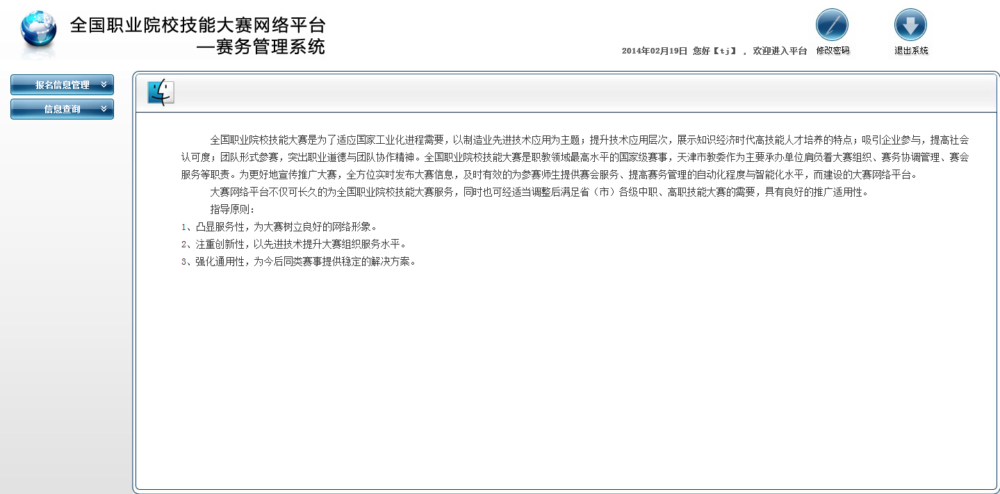 全国职业院校技能大赛网络平台
—赛务管理系统
2014年02月19日 您好【tj】 ，欢迎进入平台
修改密码
退出系统
报名信息管理
信息查询
全国职业院校技能大赛是为了适应国家工业化进程需要，以制造业先进技术应用为主题；提升技术应用层次，展示知识经济时代高技能人才培养的特点；吸引企业参与，提高社会
认可度；团队形式参赛，突出职业道德与团队协作精神。全国职业院校技能大赛是职教领域最高水平的国家级赛事，天津市教委作为主要承办单位肩负着大赛组织、赛务协调管理、赛会
服务等职责。为更好地宣传推广大赛，全方位实时发布大赛信息，及时有效的为参赛师生提供赛会服务、提高赛务管理的自动化程度与智能化水平，而建设的大赛网络平台。
大赛网络平台不仅可长久的为全国职业院校技能大赛服务，同时也可经适当调整后满足省（市）各级中职、高职技能大赛的需要，具有良好的推广适用性。
指导原则：
1、凸显服务性，为大赛树立良好的网络形象。
2、注重创新性，以先进技术提升大赛组织服务水平。
3、强化通用性，为今后同类赛事提供稳定的解决方案。